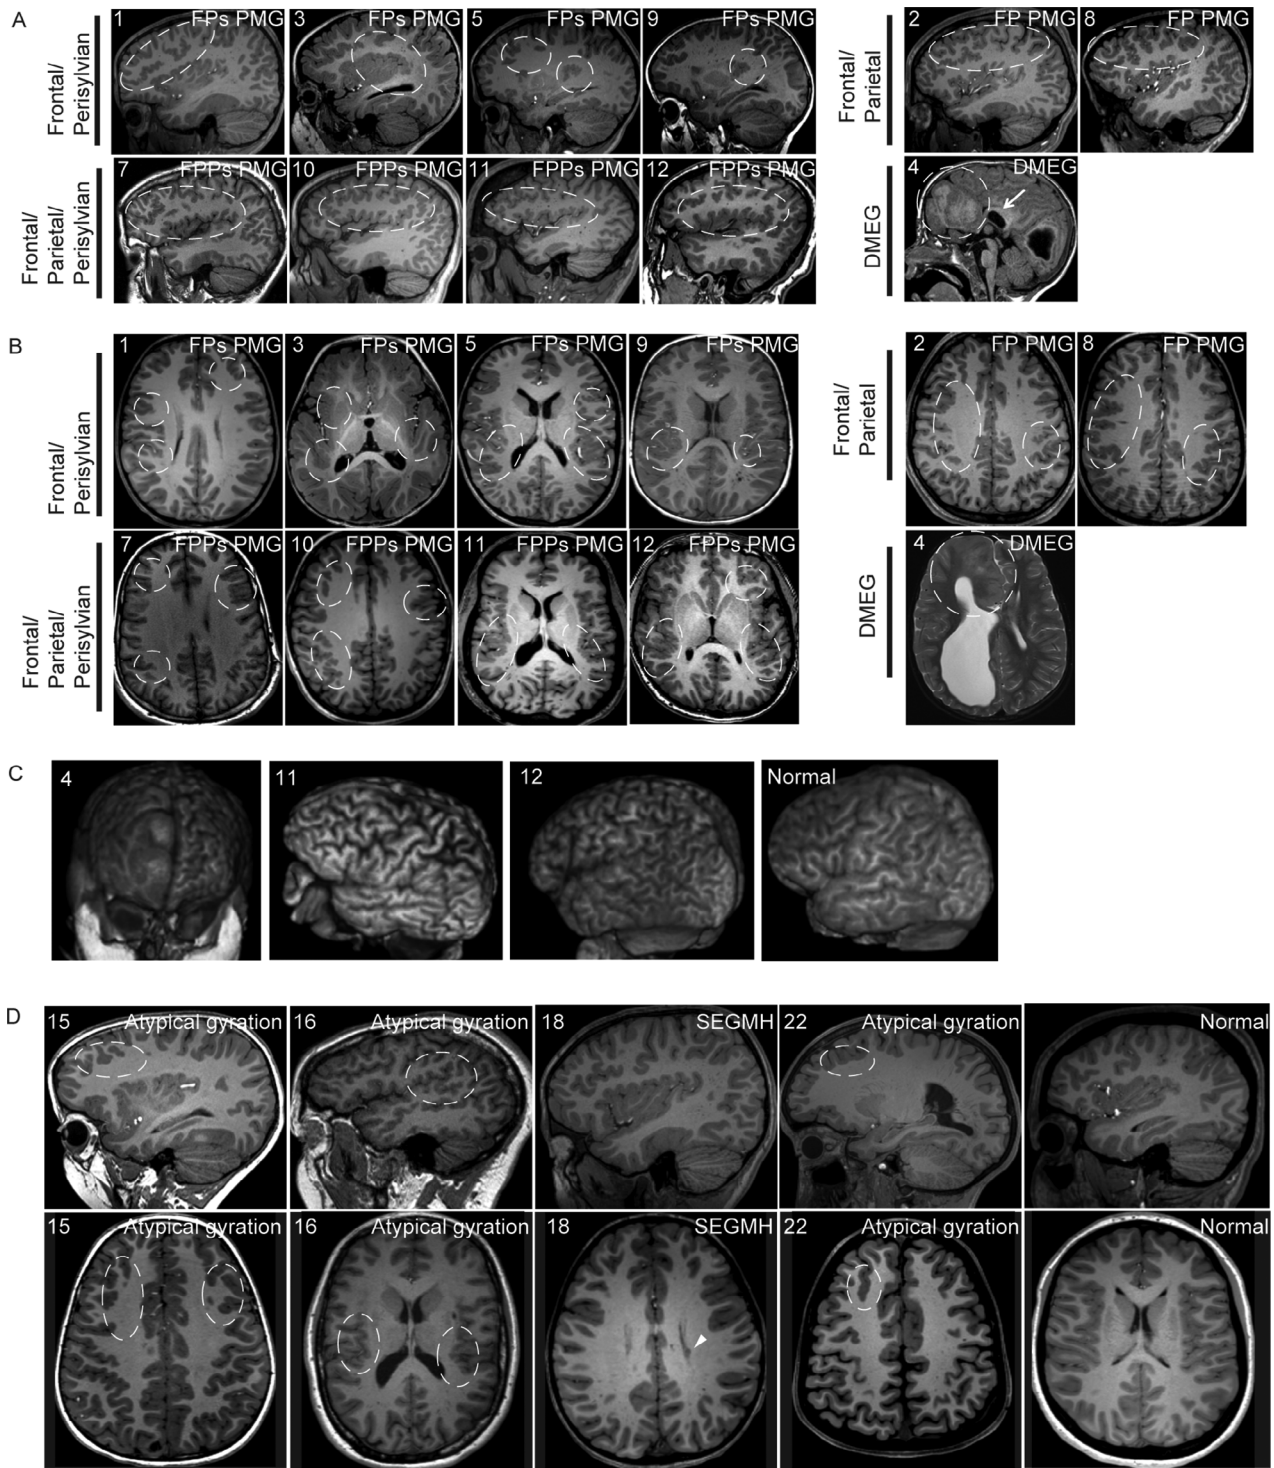 A
Frontal/
Perisylvian
1 FPs PMG
3 FPs PMG
5 FPs PMG
9 FPs PMG
Frontal/
Parietal
2 FP PMG
8 FP PMG
Frontal/
Parietal/
Perisylvian
7 FPPs PMG
10 FPPs PMG
11 FPPs PMG
12 FPPs PMG
DMEG
4 DMEG
B
Frontal/
Perisylvian
1 FPs PMG
3 FPs PMG
5 FPs PMG
9 FPs PMG
Frontal/
Parietal
2 FP PMG
8 FP PMG
Frontal/
Parietal/
Perisylvian
7 FPPs PMG
10 FPPs PMG
11 FPPs PMG
12 FPPs PMG
DMEG
4 DMEG
C
4
11
12
Normal
D
15 Atypical gyration
16 Atypical gyration
18 SEGMH
22 Atypical gyration
Normal
15 Atypical gyration
16 Atypical gyration
18 SEGMH
22 Atypical gyration
Normal